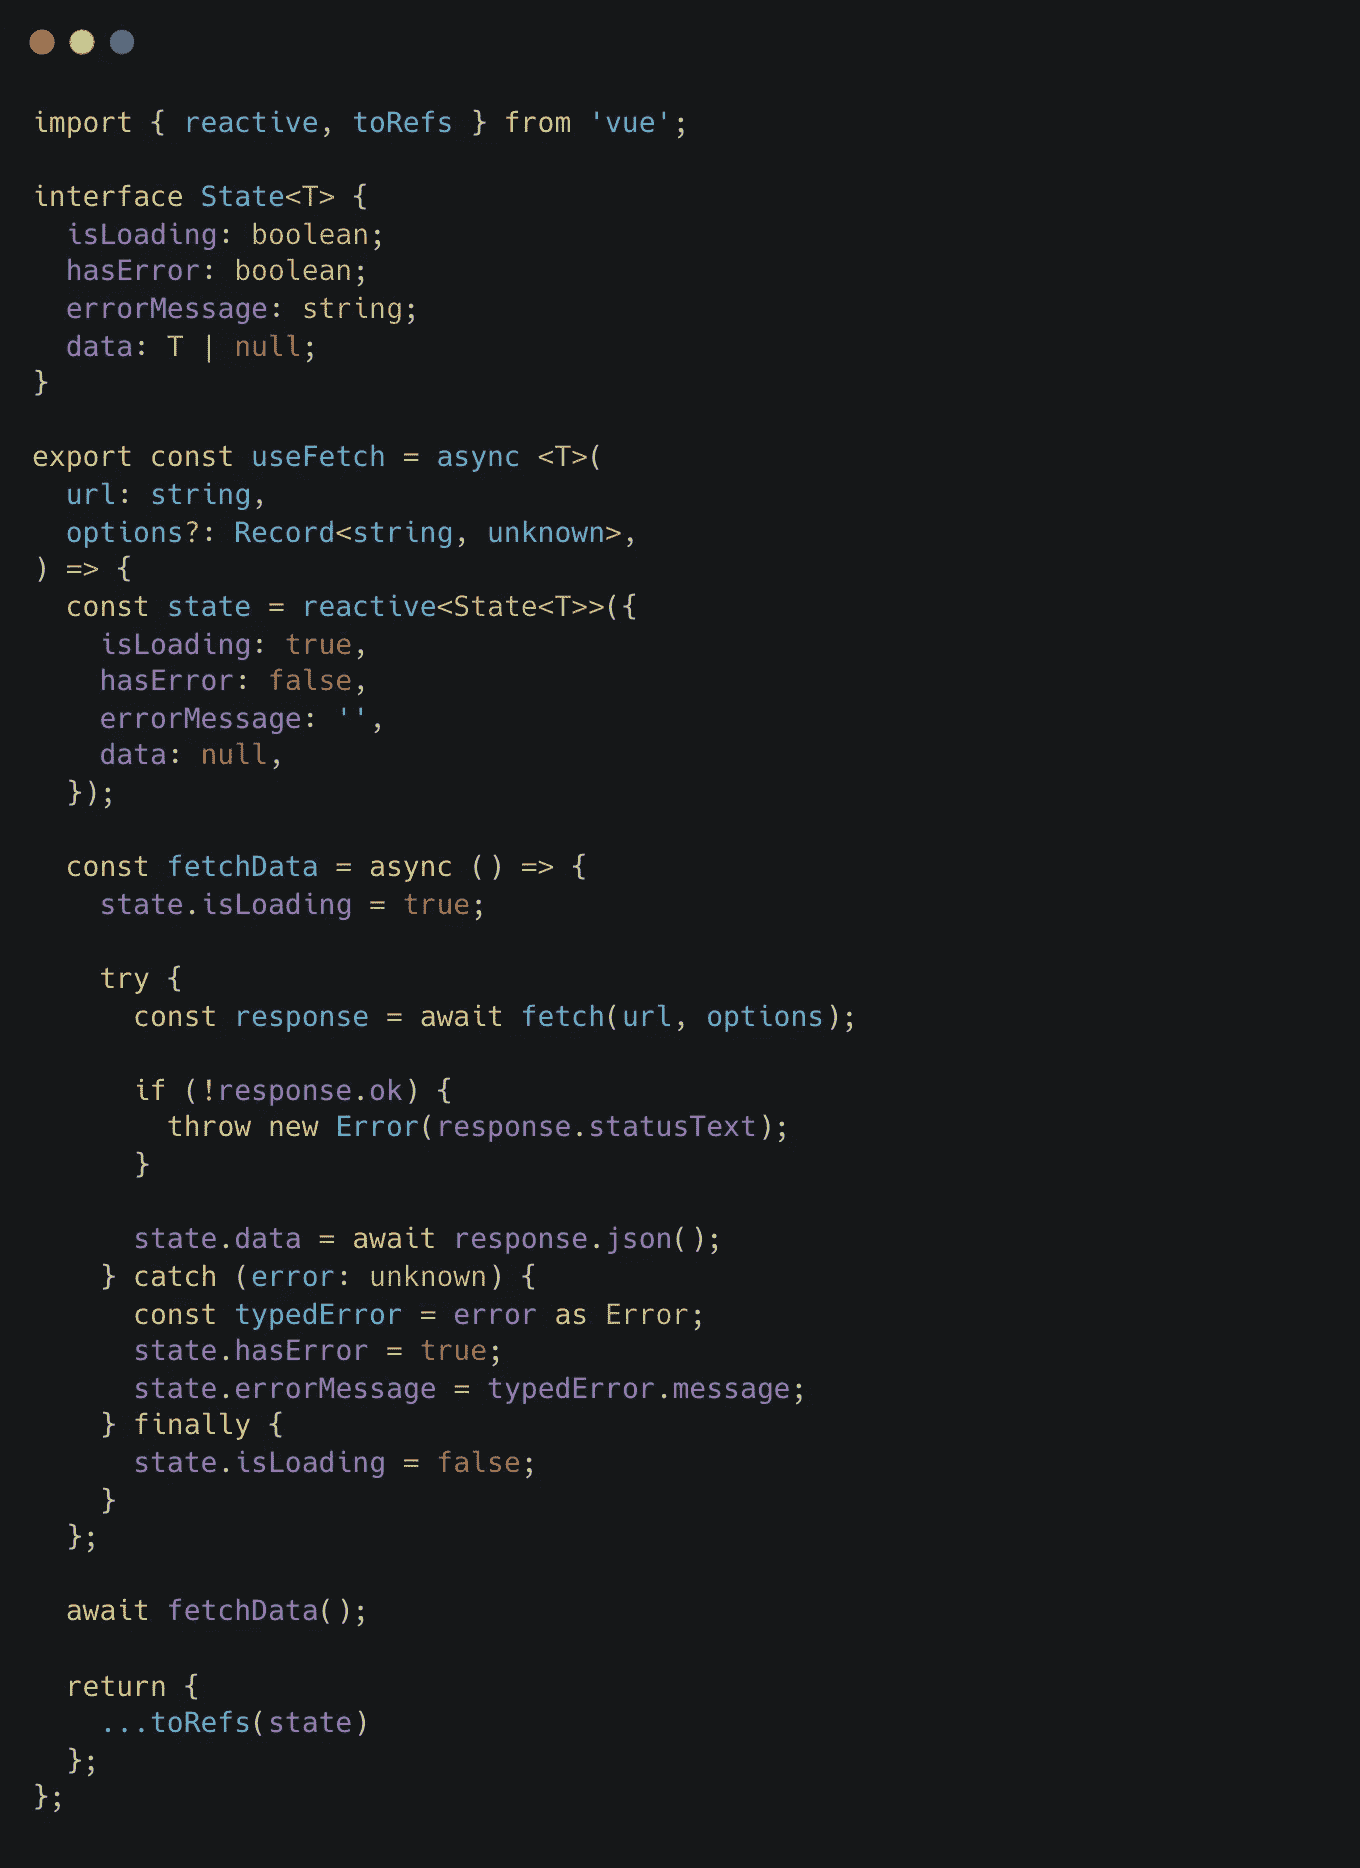 import { reactive, toRefs } from 'vue';

interface State<T> {
  isLoading: boolean;
  hasError: boolean;
  errorMessage: string;
  data: T | null;
}

export const useFetch = async <T>(
  url: string,
  options?: Record<string, unknown>,
) => {
  const state = reactive<State<T>>({
    isLoading: true,
    hasError: false,
    errorMessage: '',
    data: null,
  });

  const fetchData = async () => {
    state.isLoading = true;

    try {
      const response = await fetch(url, options);

      if (!response.ok) {
        throw new Error(response.statusText);
      }

      state.data = await response.json();
    } catch (error: unknown) {
      const typedError = error as Error;
      state.hasError = true;
      state.errorMessage = typedError.message;
    } finally {
      state.isLoading = false;
    }
  };

  await fetchData();

  return {
    ...toRefs(state)
  };
};